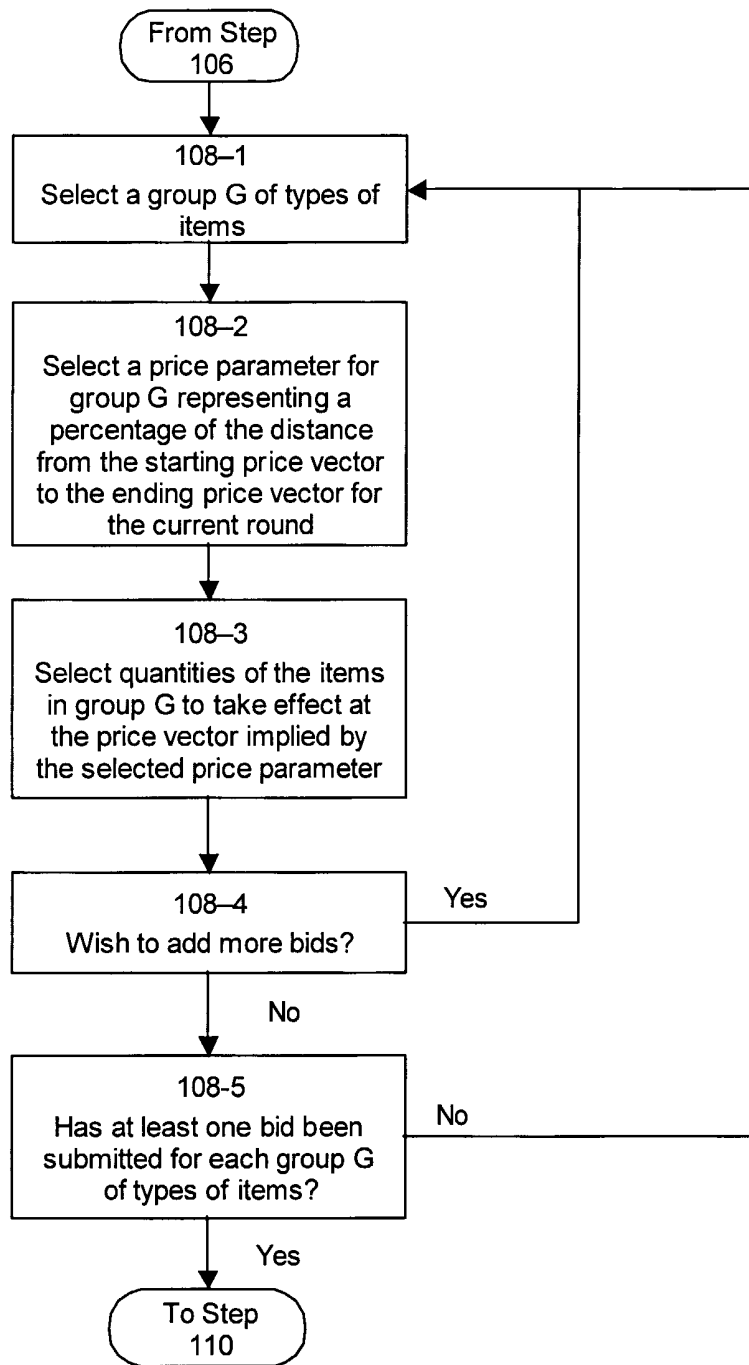 From Step
106
108–1
Select a group G of types of
items
108–2
Select a price parameter for
group G representing a
percentage of the distance
from the starting price vector
to the ending price vector for
the current round
108–3
Select quantities of the items
in group G to take effect at
the price vector implied by
the selected price parameter
108–4
Wish to add more bids?
Yes
No
108-5
Has at least one bid been
submitted for each group G
of types of items?
No
Yes
To Step
110